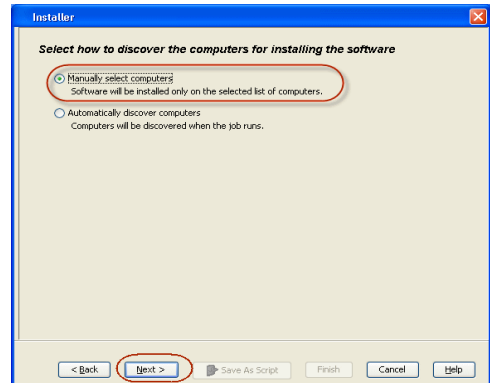 Installer
Select how to discover the computers for installing the software
Manually select computers
Software will be installed only on the selected list of computers.
Automatically discover computers
Computers will be discovered when the job runs.
< Back Next > Save As Script Finish Cancel Help